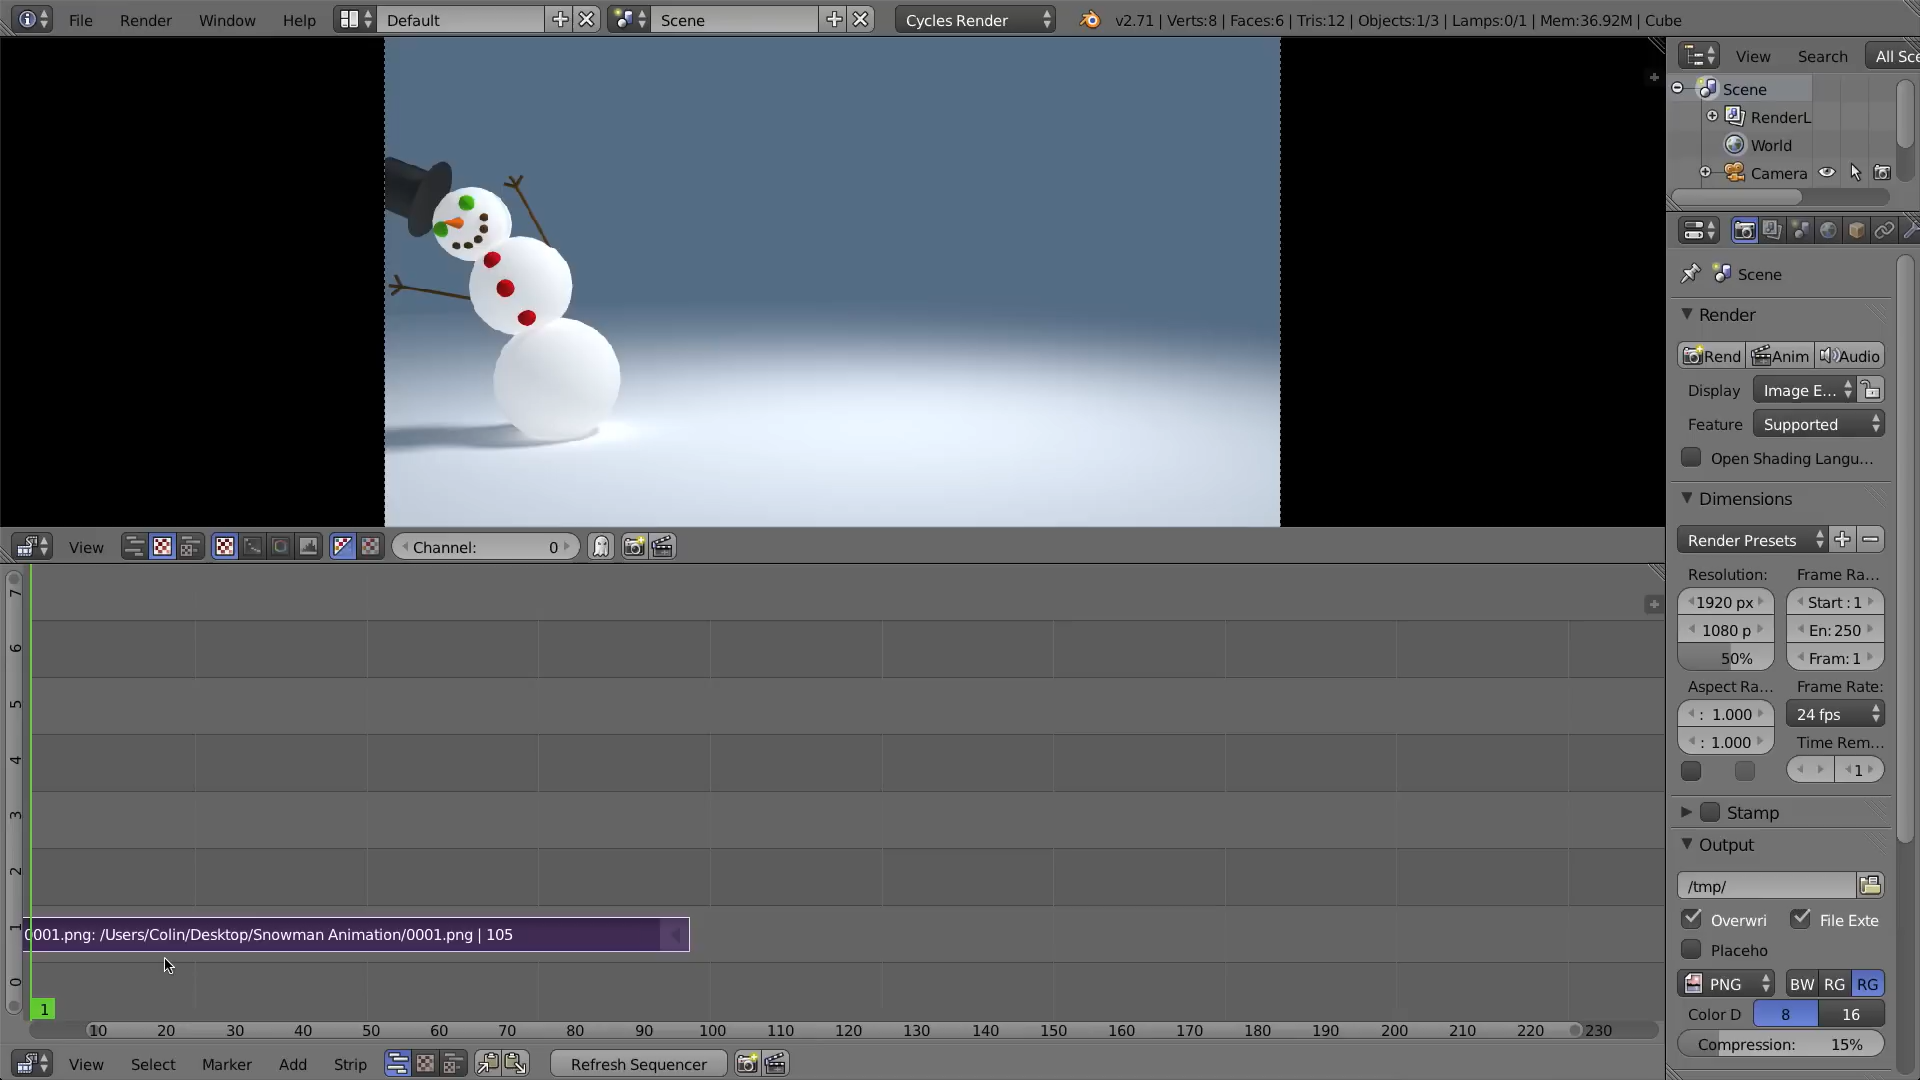 File Render Window Help Default Scene Cycles Render v2.71 | Verts:8 | Faces:6 | Tris:12 | Objects:1/3 | Lamps:0/1 | Mem:36.92M | Cube
View Search All Sce
Scene
RenderL
World
Camera
Scene
Render
Rend Anim Audio
Display Image E...
Feature Supported
Open Shading Langu...
Dimensions
Render Presets
Resolution: Frame Ra...
1920 px Start : 1
1080 p En: 250
50% Fram: 1
Aspect Ra... Frame Rate:
: 1.000 24 fps
: 1.000 Time Rem...
1
Stamp
Output
/tmp/
Overwri File Exte
Placeho
PNG BW RG RG
Color D 8 16
Compression: 15%
View Channel: 0
7
6
5
4
3
2
1
0
0001.png: /Users/Colin/Desktop/Snowman Animation/0001.png | 105
1
10 20 30 40 50 60 70 80 90 100 110 120 130 140 150 160 170 180 190 200 210 220 230
View Select Marker Add Strip Refresh Sequencer